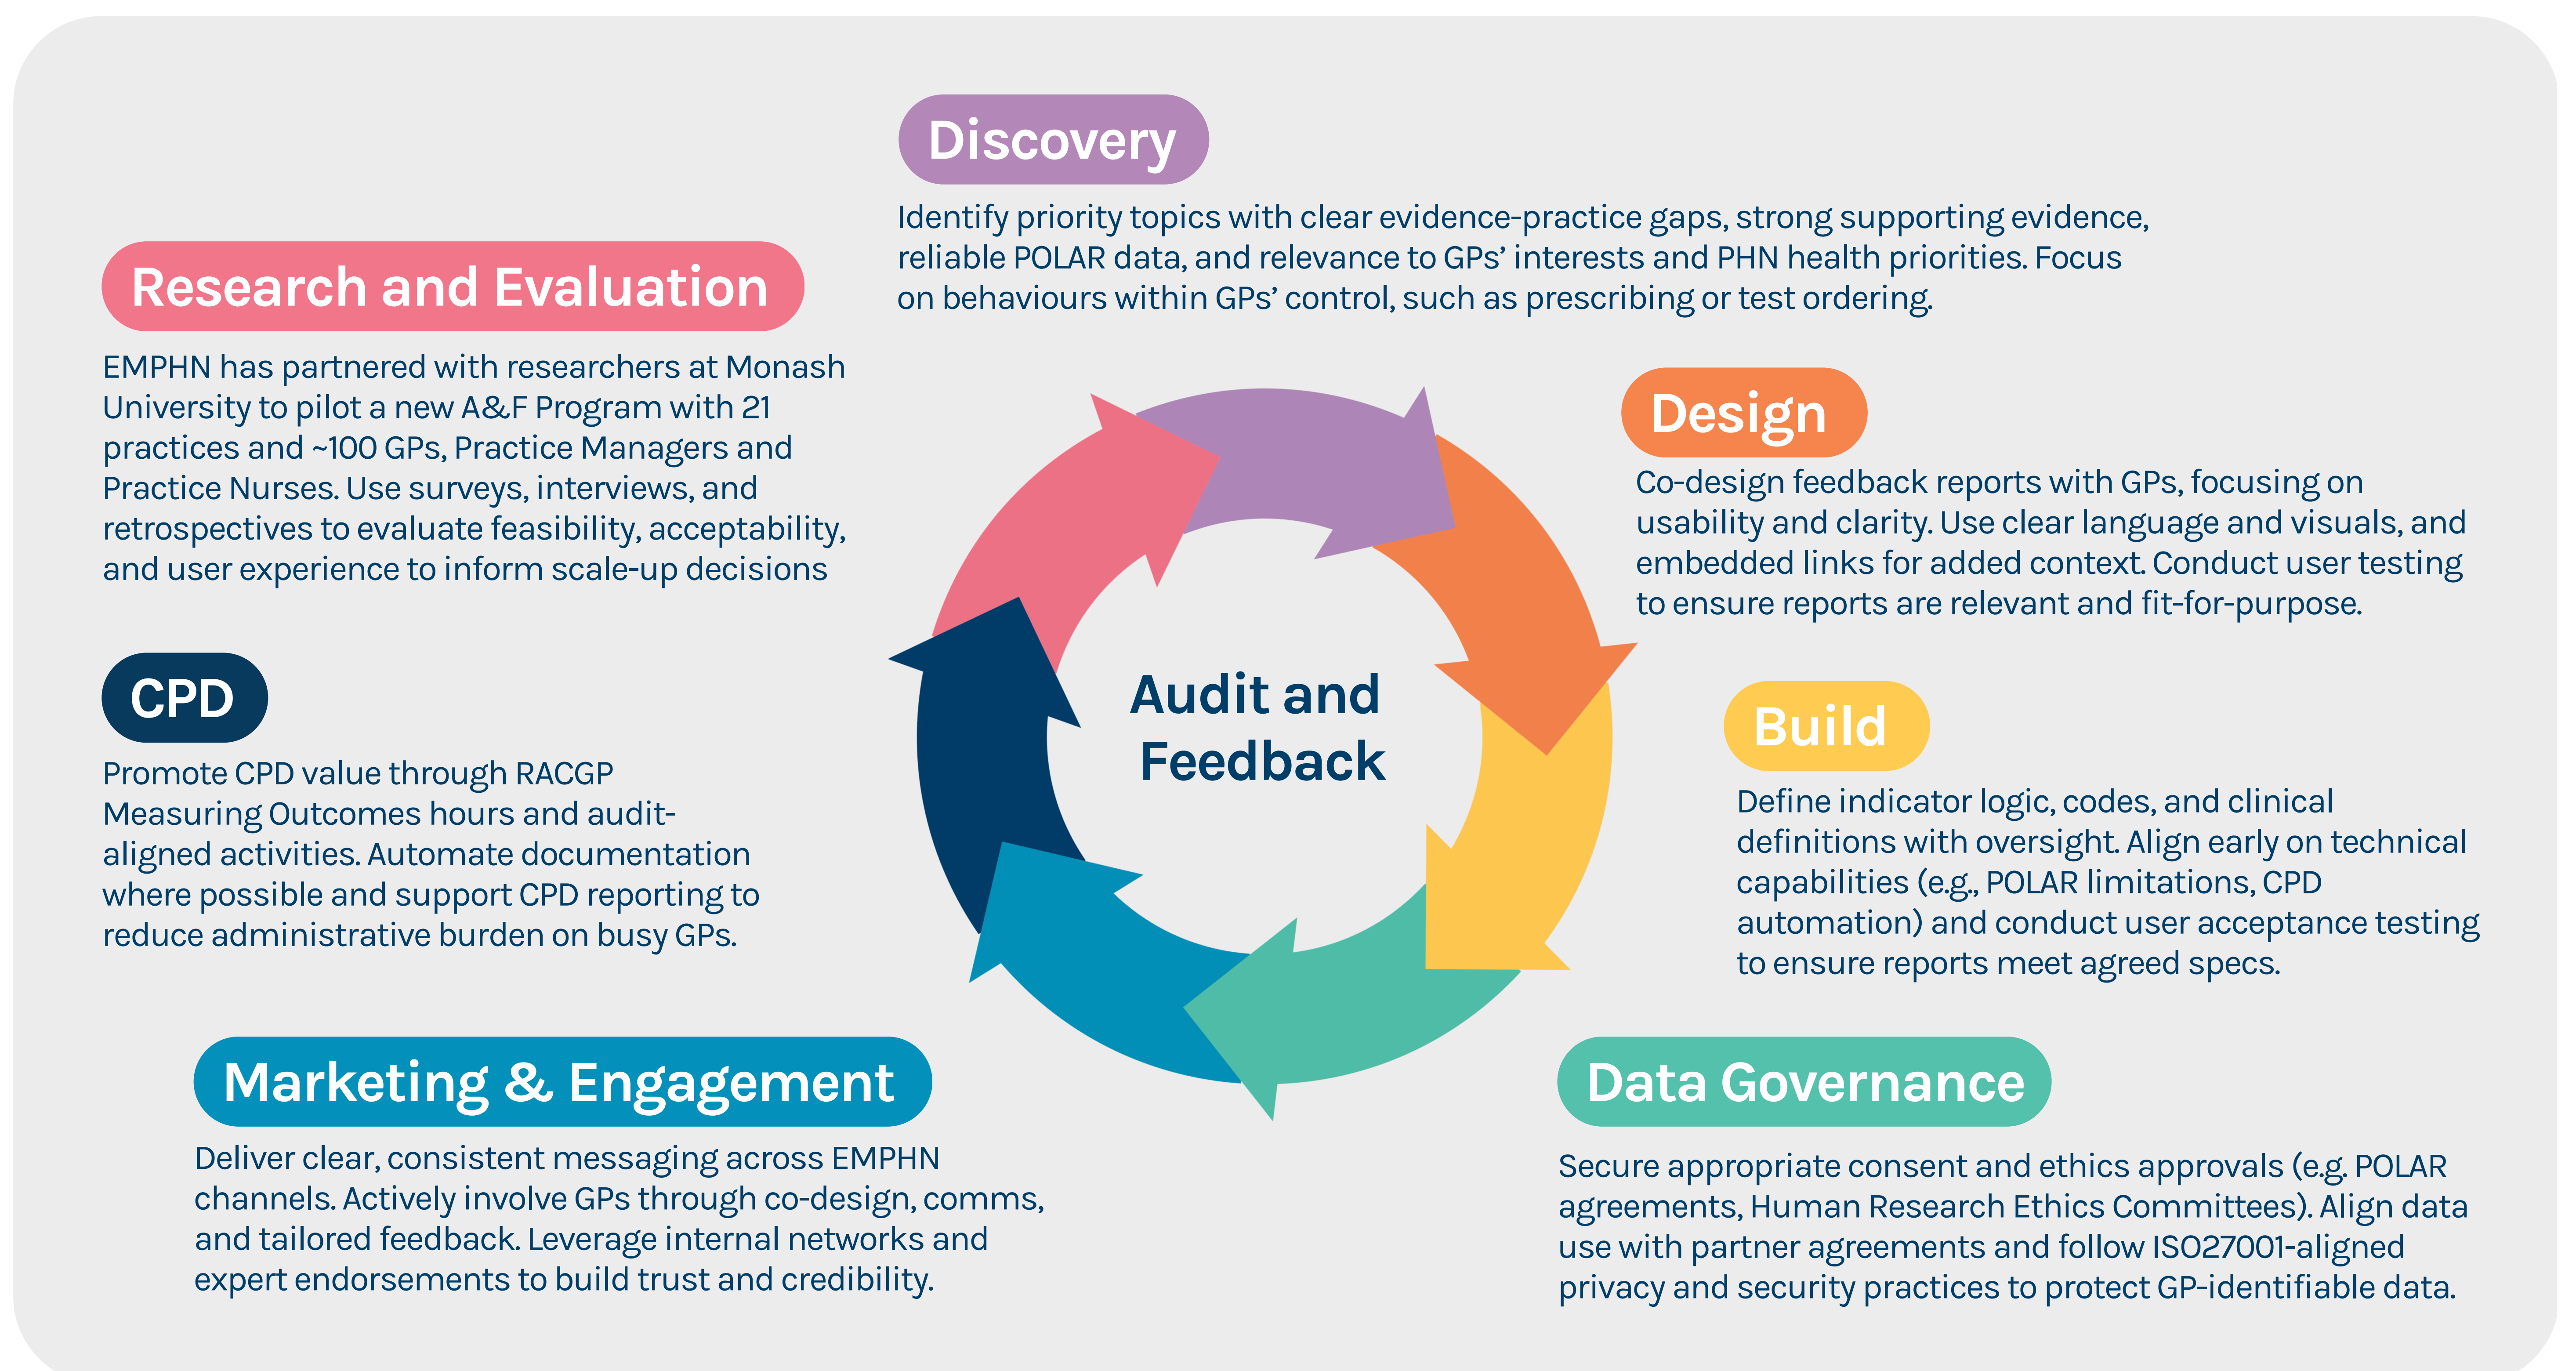 Discovery
Identify priority topics with clear evidence-practice gaps, strong supporting evidence,
reliable POLAR data, and relevance to GPs’ interests and PHN health priorities. Focus
on behaviours within GPs’ control, such as prescribing or test ordering.
Design
Co-design feedback reports with GPs, focusing on
usability and clarity. Use clear language and visuals, and
embedded links for added context. Conduct user testing
to ensure reports are relevant and fit-for-purpose.
Build
Define indicator logic, codes, and clinical
definitions with oversight. Align early on technical
capabilities (e.g., POLAR limitations, CPD
automation) and conduct user acceptance testing
to ensure reports meet agreed specs.
Data Governance
Secure appropriate consent and ethics approvals (e.g. POLAR
agreements, Human Research Ethics Committees). Align data
use with partner agreements and follow ISO27001-aligned
privacy and security practices to protect GP-identifiable data.
Marketing & Engagement
Deliver clear, consistent messaging across EMPHN
channels. Actively involve GPs through co-design, comms,
and tailored feedback. Leverage internal networks and
expert endorsements to build trust and credibility.
CPD
Promote CPD value through RACGP
Measuring Outcomes hours and audit-
aligned activities. Automate documentation
where possible and support CPD reporting to
reduce administrative burden on busy GPs.
Research and Evaluation
EMPHN has partnered with researchers at Monash
University to pilot a new A&F Program with 21
practices and ~100 GPs, Practice Managers and
Practice Nurses. Use surveys, interviews, and
retrospectives to evaluate feasibility, acceptability,
and user experience to inform scale-up decisions
Audit and
Feedback